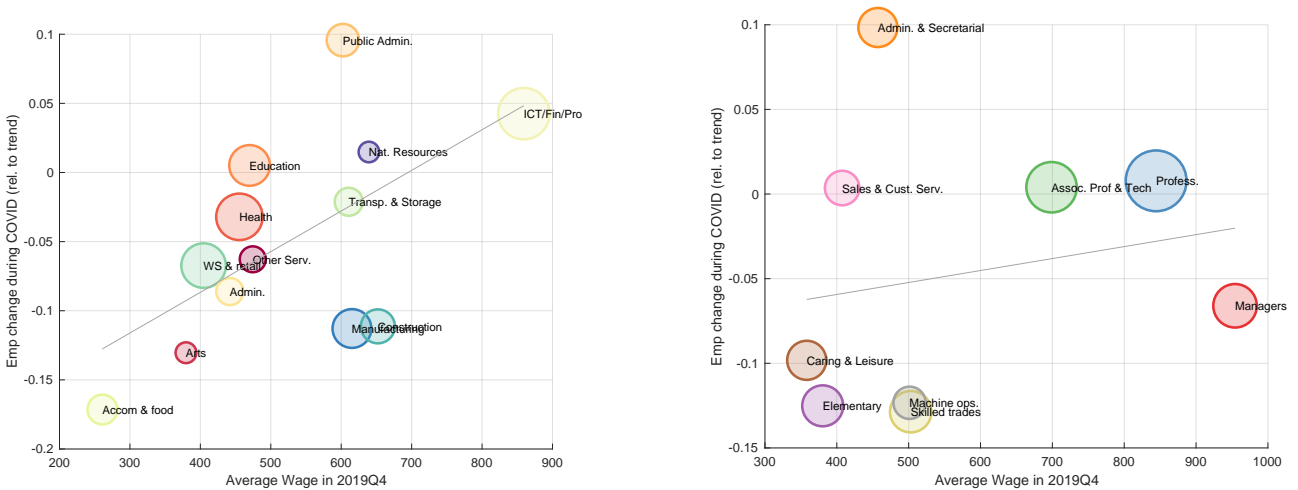 0.1
0.05
0
-0.05
-0.1
-0.15
-0.2
200
300
400
500
600
700
800
900
Emp change during COVID (rel. to trend)
Average Wage in 2019Q4
Public Admin.
ICT/Fin/Pro
Nat. Resources
Education
Transp. & Storage
Health
Other Serv.
WS & retail
Admin.
Manufacturing
Construction
Arts
Accom & food
0.1
0.05
0
-0.05
-0.1
-0.15
300
400
500
600
700
800
900
1000
Emp change during COVID (rel. to trend)
Average Wage in 2019Q4
Admin. & Secretarial
Profess.
Sales & Cust. Serv.
Assoc. Prof & Tech
Managers
Caring & Leisure
Elementary
Machine ops.
Skilled trades